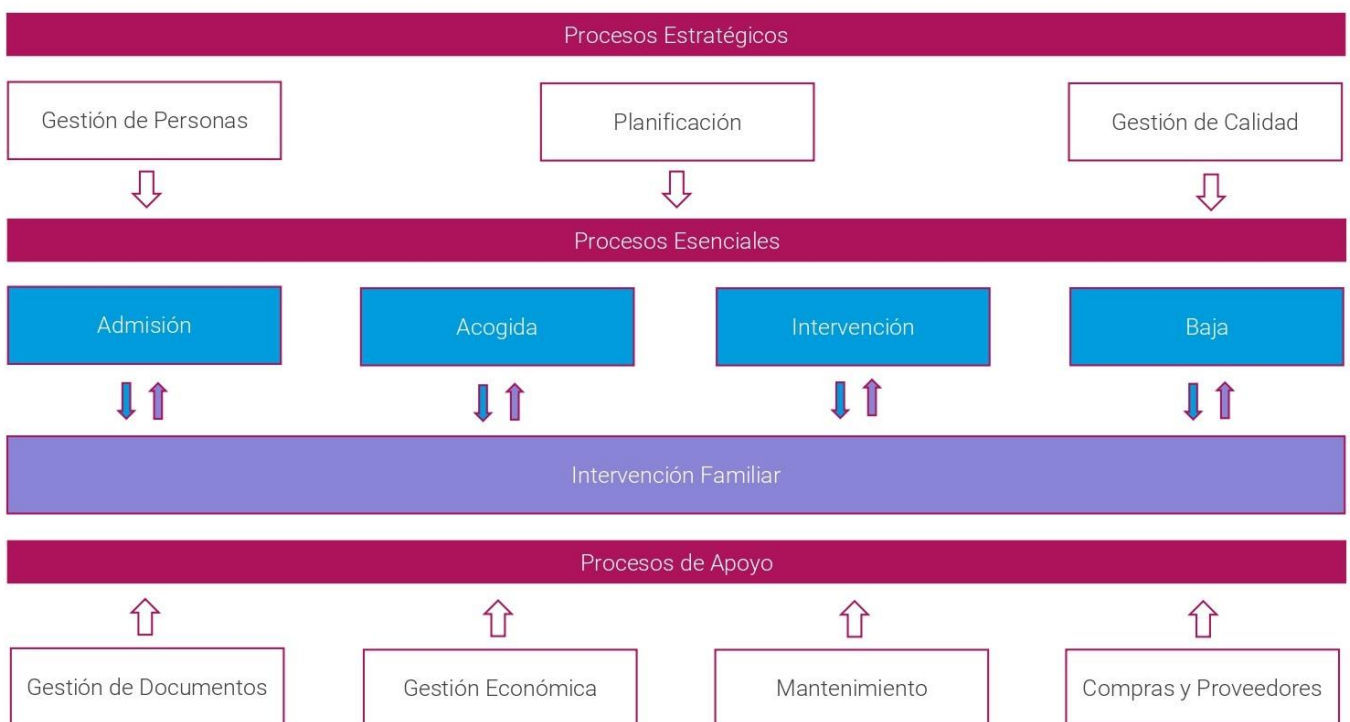 Procesos Estratégicos
Gestión de Personas
Planificación
Gestión de Calidad
Procesos Esenciales
Admisión
Acogida
Intervención
Baja
Intervención Familiar
Procesos de Apoyo
Gestión de Documentos
Gestión Económica
Mantenimiento
Compras y Proveedores